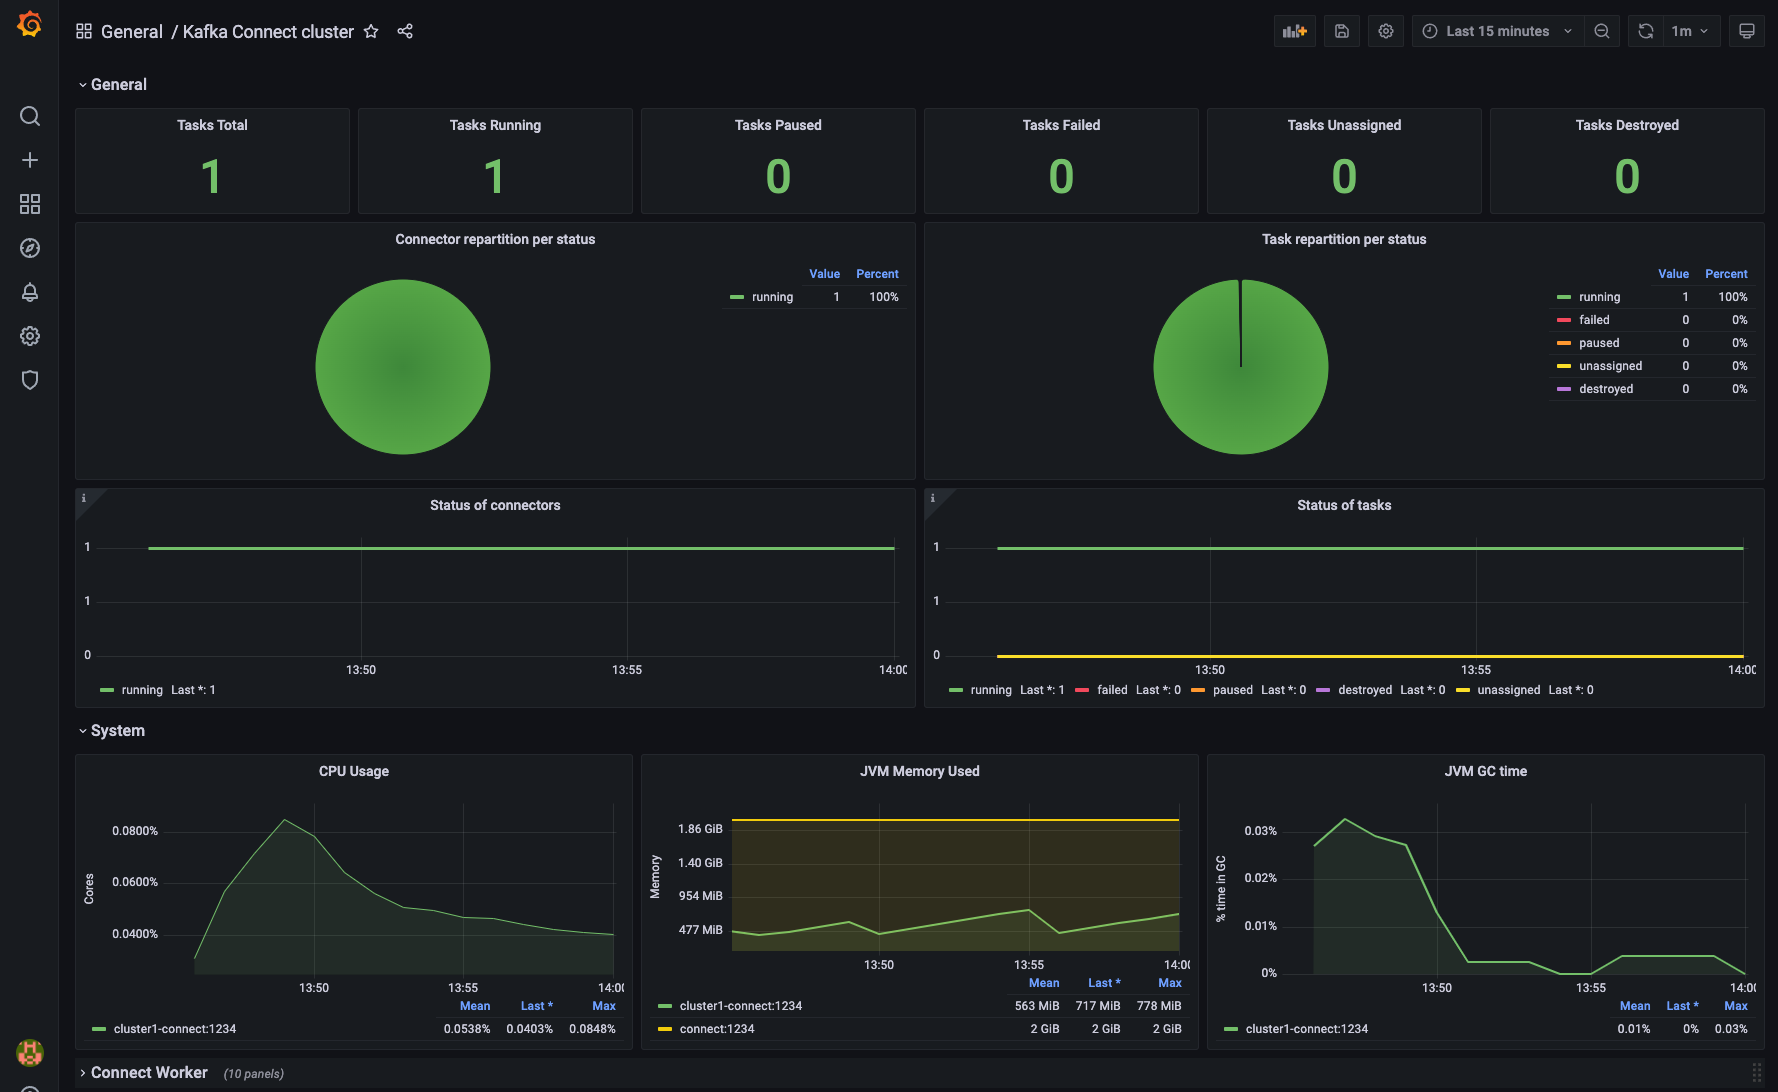 General / Kafka Connect cluster
Last 15 minutes
1m
General
Tasks Total
1
Tasks Running
1
Tasks Paused
0
Tasks Failed
0
Tasks Unassigned
0
Tasks Destroyed
0
Connector repartition per status
Value Percent
running 1 100%
Task repartition per status
Value Percent
running 1 100%
failed 0 0%
paused 0 0%
unassigned 0 0%
destroyed 0 0%
i
Status of connectors
1
1
0
13:50 13:55 14:00
running Last *: 1
i
Status of tasks
1
1
0
13:50 13:55 14:00
running Last *: 1 failed Last *: 0 paused Last *: 0 destroyed Last *: 0 unassigned Last *: 0
System
CPU Usage
Cores
0.0800%
0.0600%
0.0400%
13:50 13:55 14:00
Mean Last * Max
cluster1-connect:1234 0.0538% 0.0403% 0.0848%
JVM Memory Used
Memory
1.86 GiB
1.40 GiB
954 MiB
477 MiB
13:50 13:55 14:00
Mean Last * Max
cluster1-connect:1234 563 MiB 717 MiB 778 MiB
connect:1234 2 GiB 2 GiB 2 GiB
JVM GC time
% time in GC
0.03%
0.02%
0.01%
0%
13:50 13:55 14:00
Mean Last * Max
cluster1-connect:1234 0.01% 0% 0.03%
Connect Worker (10 panels)